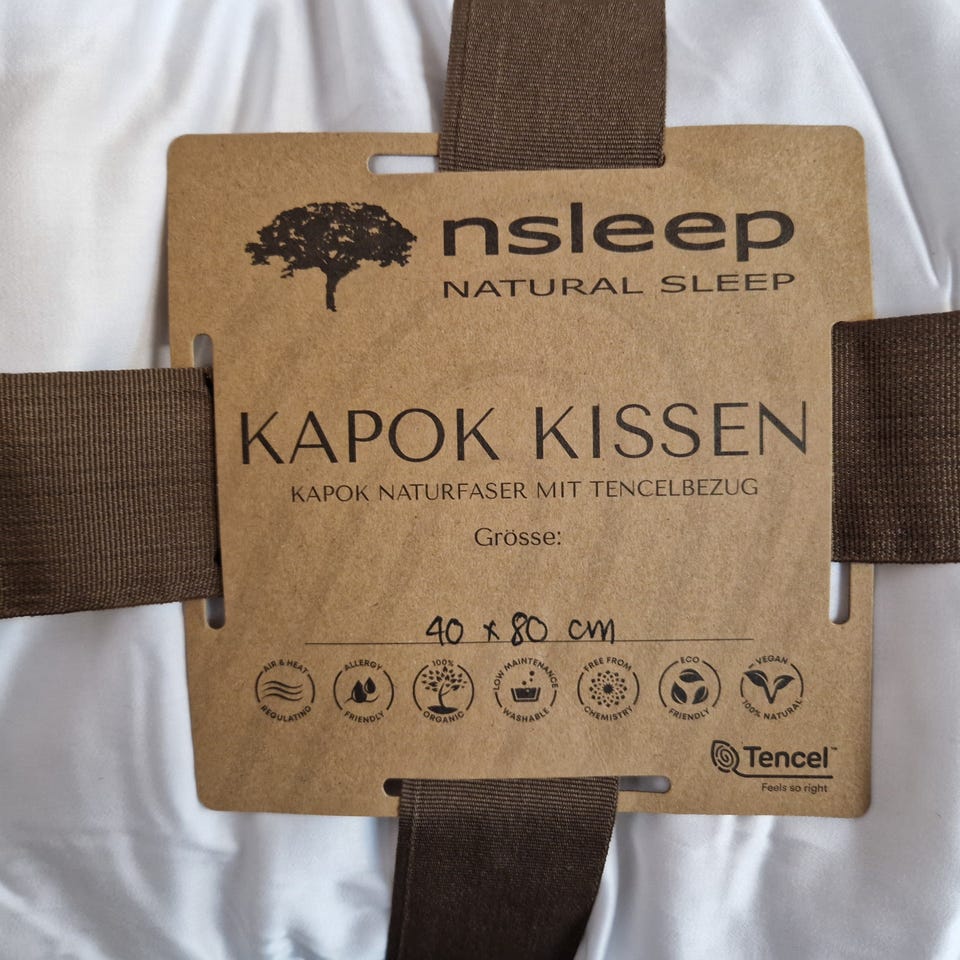 nsleep
NATURAL SLEEP
KAPOK KISSEN
KAPOK NATURFASER MIT TENCELBEZUG
Grösse:
40 x 80 cm
AIR & HEAT REGULATING
ALLERGY FRIENDLY
100% ORGANIC
LOW MAINTENANCE WASHABLE
FREE FROM CHEMISTRY
ECO FRIENDLY
VEGAN 100% NATURAL
Tencel™
Feels so right